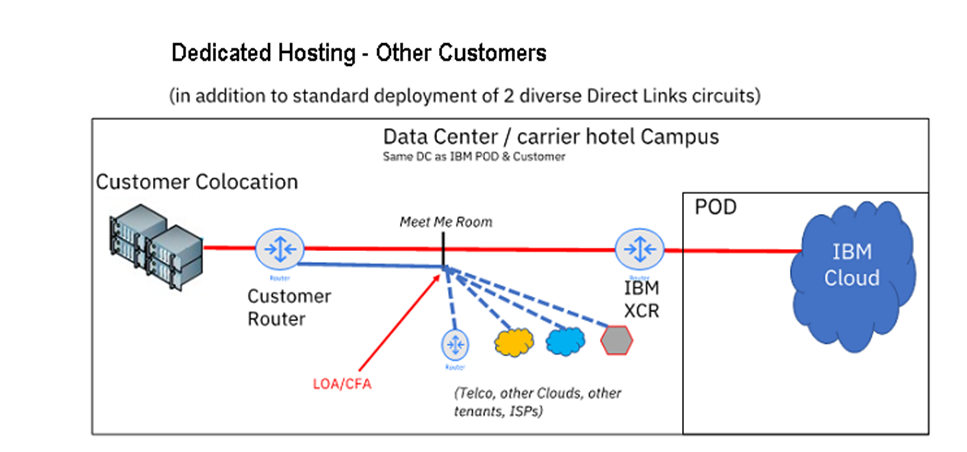 Dedicated Hosting - Other Customers
(in addition to standard deployment of 2 diverse Direct Links circuits)
Data Center / carrier hotel Campus
Same DC as IBM POD & Customer
Customer Colocation
POD
Meet Me Room
IBM
Cloud
Router
Router
Customer
Router
IBM
XCR
Router
LOA/CFA
(Telco, other Clouds, other
tenants, ISPs)